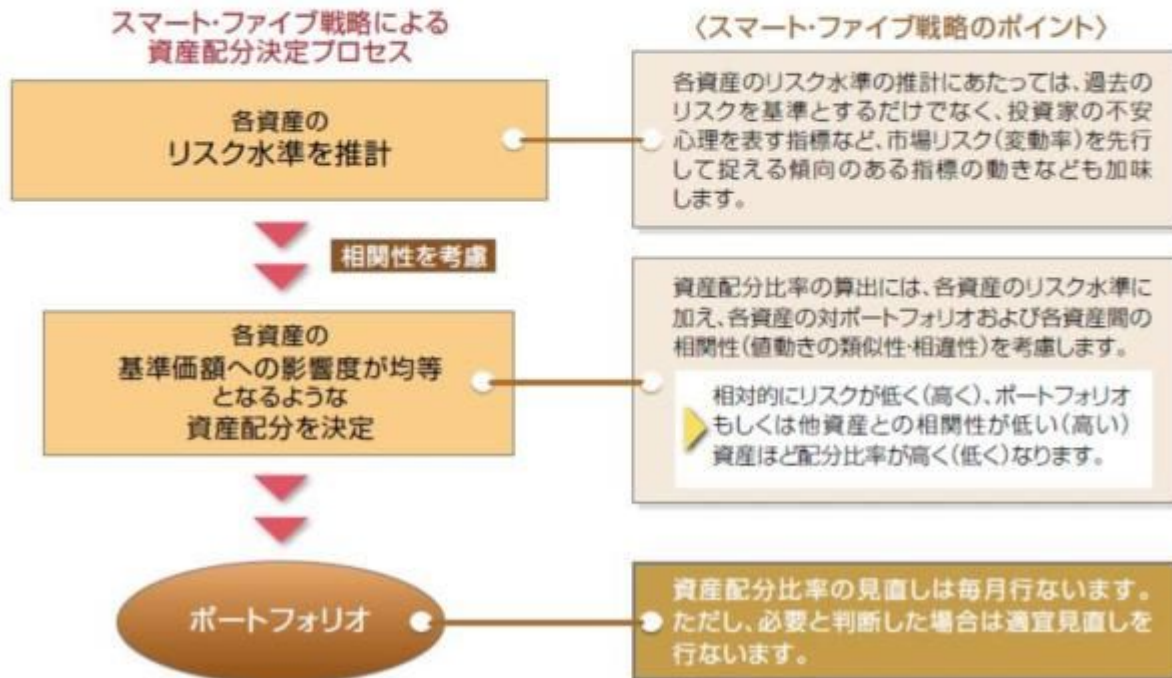 スマート・ファイブ戦略による
資産配分決定プロセス
〈スマート・ファイブ戦略のポイント〉
各資産の
リスク水準を推計
各資産のリスク水準の推計にあたっては、過去の
リスクを基準とするだけでなく、投資家の不安
心理を表す指標など、市場リスク(変動率)を先行
して捉える傾向のある指標の動きなども加味
します。
相関性を考慮
各資産の
基準価額への影響度が均等
となるような
資産配分を決定
資産配分比率の算出には、各資産のリスク水準に
加え、各資産の対ポートフォリオおよび各資産間の
相関性(値動きの類似性・相違性)を考慮します。
相対的にリスクが低く(高く)、ポートフォリオ
もしくは他資産との相関性が低い(高い)
資産ほど配分比率が高く(低く)なります。
ポートフォリオ
資産配分比率の見直しは毎月行ないます。
ただし、必要と判断した場合は適宜見直しを
行ないます。